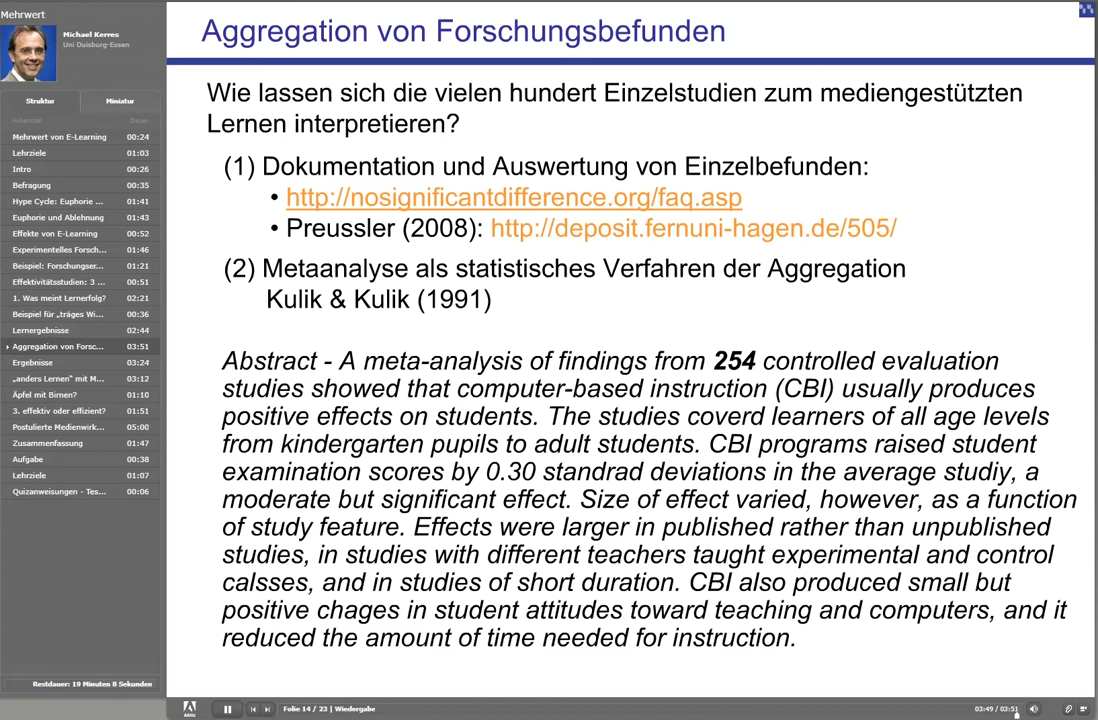 Mehrwert
Michael Kerres
Uni Duisburg-Essen
Struktur Miniatur
Folientitel Dauer
Mehrwert von E-Learning 00:24
Lehrziele 01:03
Intro 00:26
Befragung 00:35
Hype Cycle: Euphorie ... 01:41
Euphorie und Ablehnung 01:43
Effekte von E-Learning 00:52
Experimentelles Forsch... 01:46
Beispiel: Forschungser... 01:21
Effektivitätsstudien: 3 ... 00:51
1. Was meint Lernerfolg? 02:21
Beispiel für „träges Wi... 00:36
Lernergebnisse 02:44
Aggregation von Forsc... 03:51
Ergebnisse 03:24
„anders Lernen“ mit M... 03:12
Äpfel mit Birnen? 01:10
3. effektiv oder effizient? 01:51
Postulierte Medienwirk... 05:00
Zusammenfassung 01:47
Aufgabe 00:38
Lehrziele 01:07
Quizanweisungen - Tes... 00:06
Restdauer: 19 Minuten 8 Sekunden
Aggregation von Forschungsbefunden
Wie lassen sich die vielen hundert Einzelstudien zum mediengestützten
Lernen interpretieren?
(1) Dokumentation und Auswertung von Einzelbefunden:
• http://nosignificantdifference.org/faq.asp
• Preussler (2008): http://deposit.fernuni-hagen.de/505/
(2) Metaanalyse als statistisches Verfahren der Aggregation
Kulik & Kulik (1991)
Abstract - A meta-analysis of findings from 254 controlled evaluation
studies showed that computer-based instruction (CBI) usually produces
positive effects on students. The studies coverd learners of all age levels
from kindergarten pupils to adult students. CBI programs raised student
examination scores by 0.30 standrad deviations in the average studiy, a
moderate but significant effect. Size of effect varied, however, as a function
of study feature. Effects were larger in published rather than unpublished
studies, in studies with different teachers taught experimental and control
calsses, and in studies of short duration. CBI also produced small but
positive chages in student attitudes toward teaching and computers, and it
reduced the amount of time needed for instruction.
Folie 14 / 23 | Wiedergabe 03:49 / 03:51